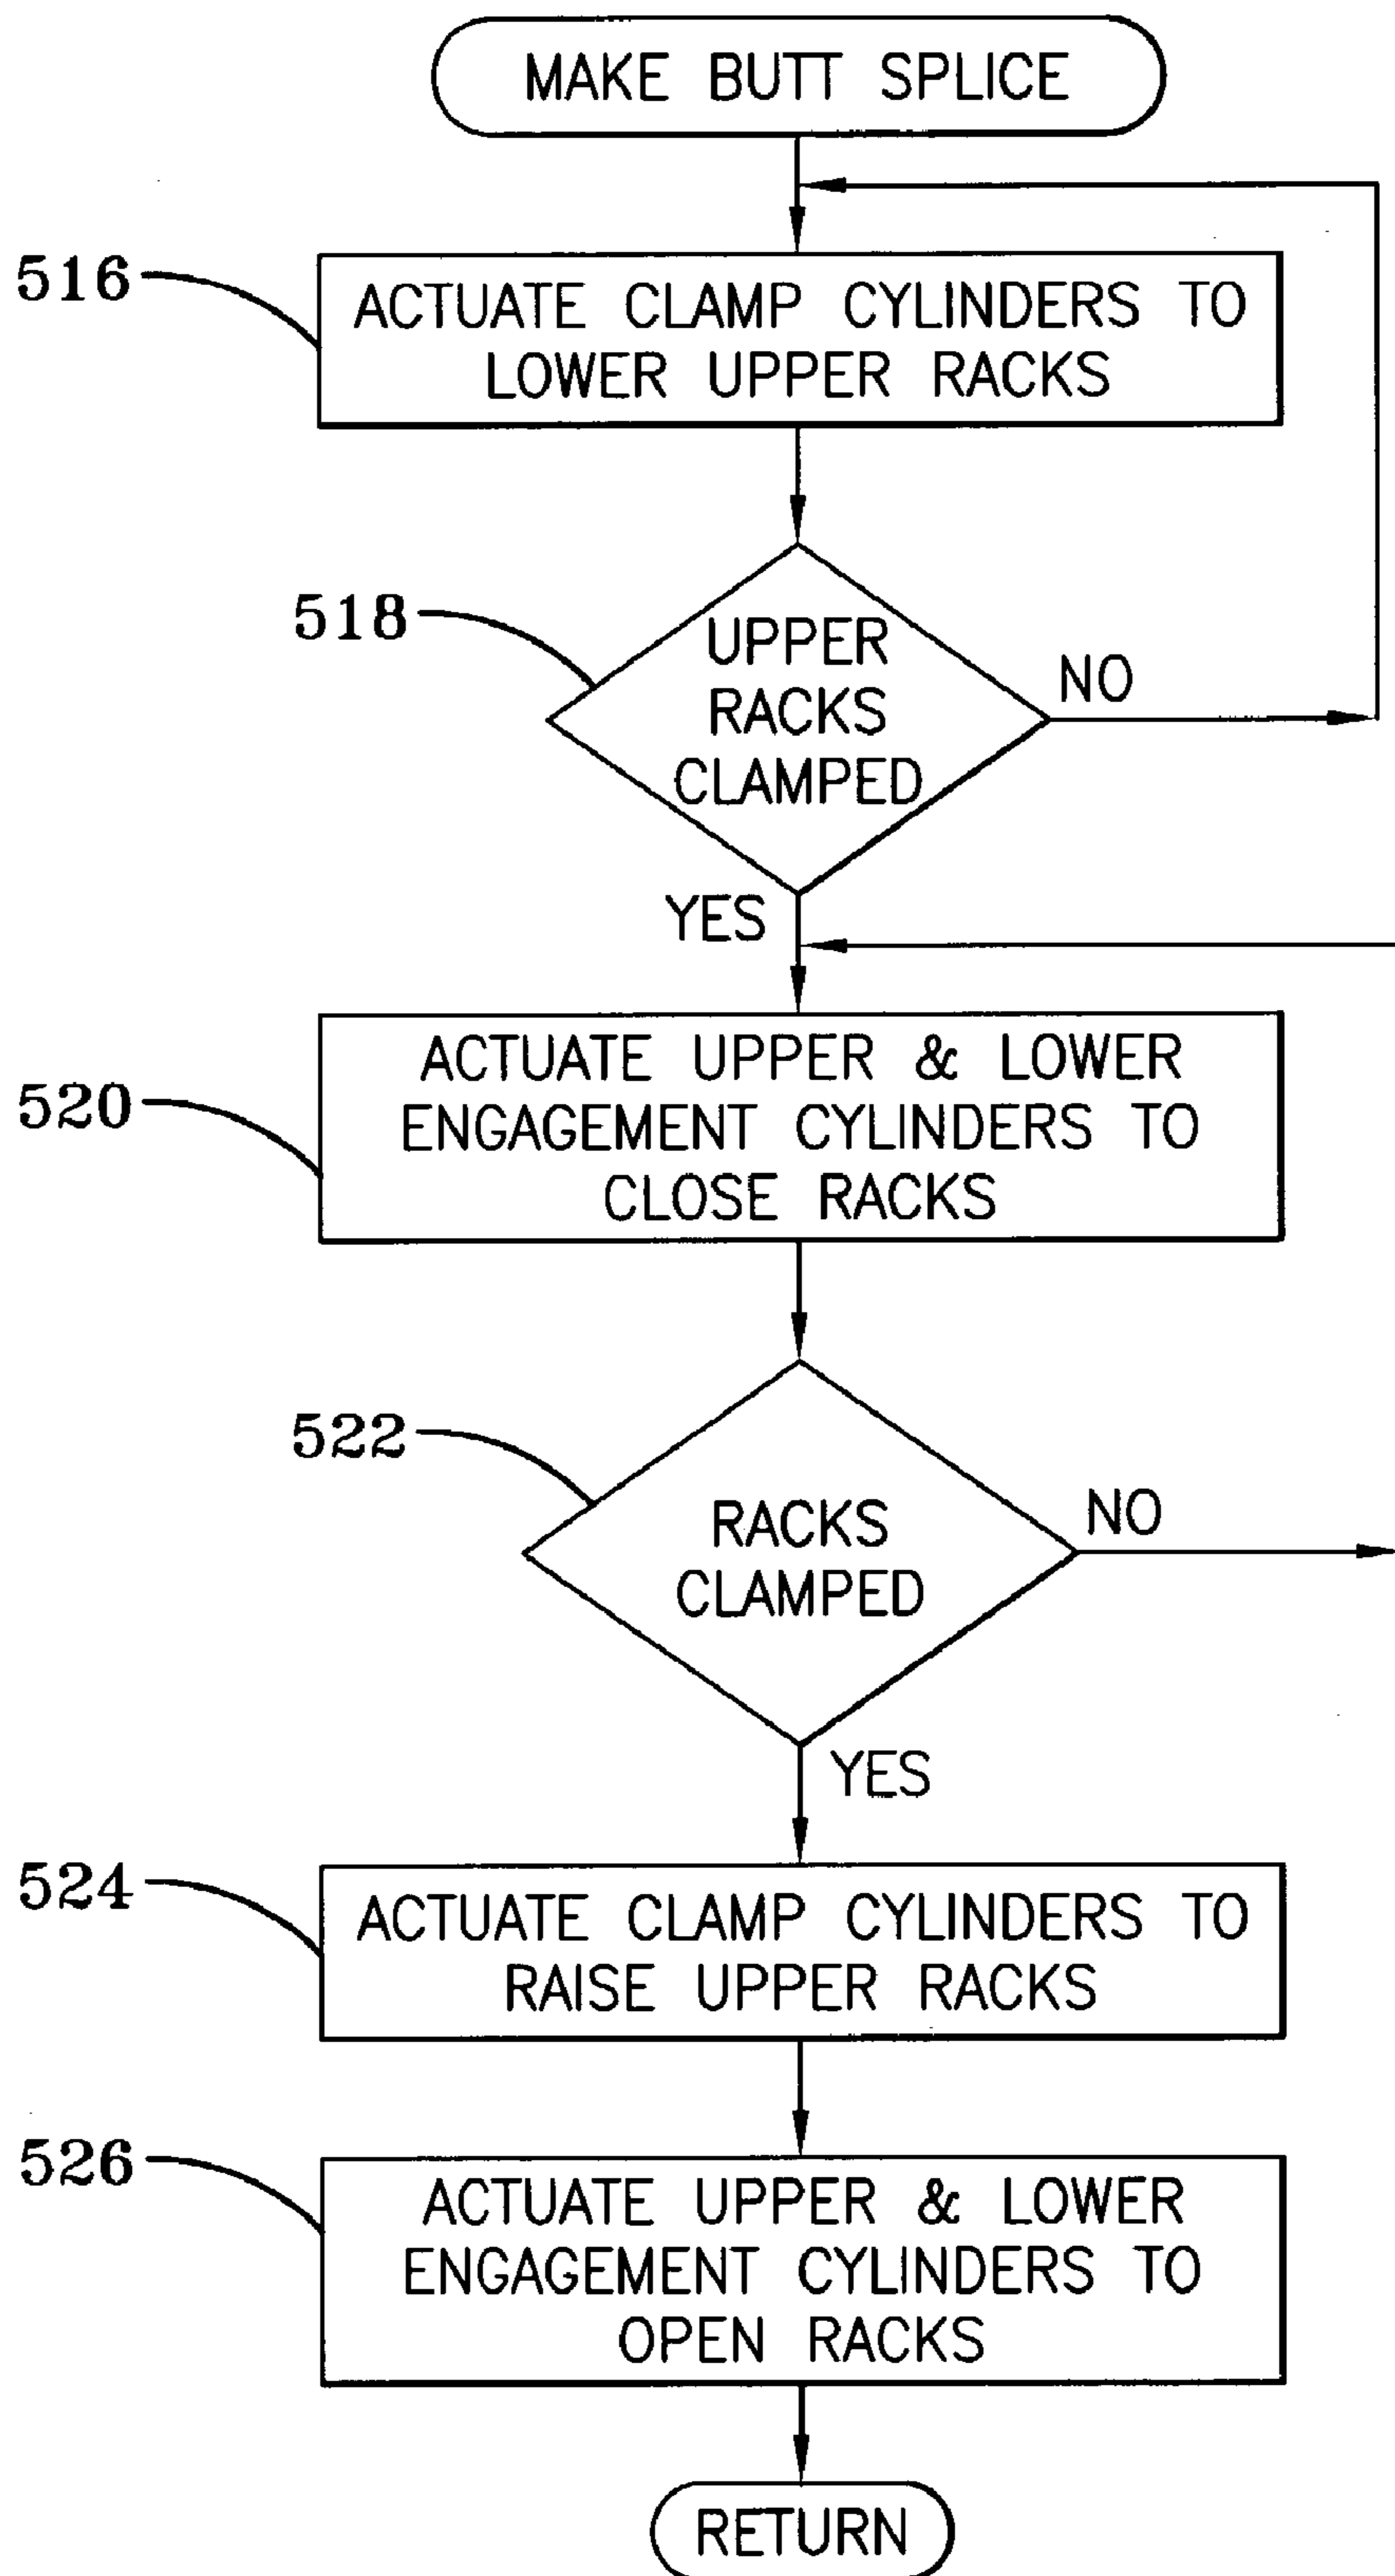 MAKE BUTT SPLICE
516
ACTUATE CLAMP CYLINDERS TO
LOWER UPPER RACKS
518
UPPER
RACKS
CLAMPED
NO
YES
520
ACTUATE UPPER & LOWER
ENGAGEMENT CYLINDERS TO
CLOSE RACKS
522
RACKS
CLAMPED
NO
YES
524
ACTUATE CLAMP CYLINDERS TO
RAISE UPPER RACKS
526
ACTUATE UPPER & LOWER
ENGAGEMENT CYLINDERS TO
OPEN RACKS
RETURN